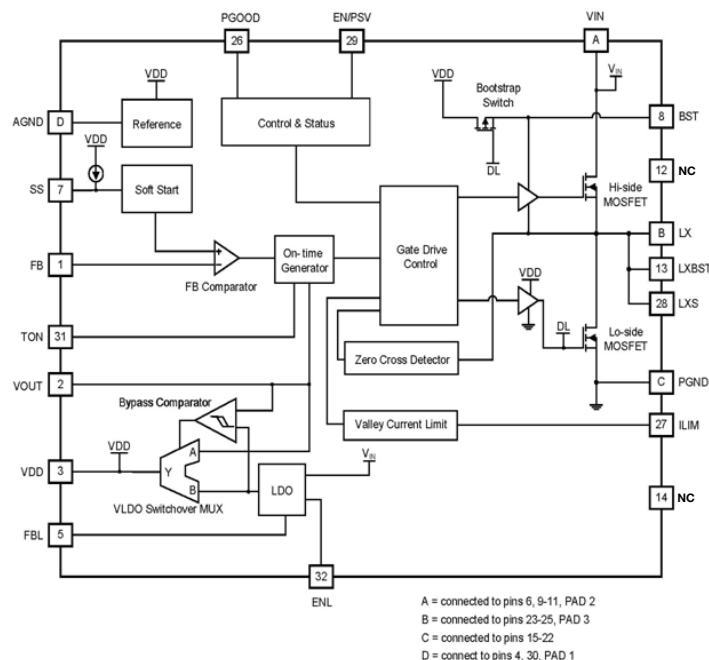 PGOOD
EN/PSV
VIN
26
29
A
VDD
VIN
VDD
Bootstrap
Switch
AGND
D
Reference
Control & Status
8
BST
VDD
DL
SS
7
Soft Start
12
NC
Hi-side
MOSFET
Gate Drive
Control
B
LX
FB
1
+
-
FB Comparator
On-time
Generator
VDD
13
LXBST
28
LXS
TON
31
DL
Lo-side
MOSFET
VOUT
2
Zero Cross Detector
C
PGND
Bypass Comparator
Valley Current Limit
27
ILIM
VDD
3
VDD
Y
A
B
VIN
LDO
14
NC
VLDO Switchover MUX
FBL
5
32
ENL
A = connected to pins 6, 9-11, PAD 2
B = connected to pins 23-25, PAD 3
C = connected to pins 15-22
D = connect to pins 4, 30, PAD 1